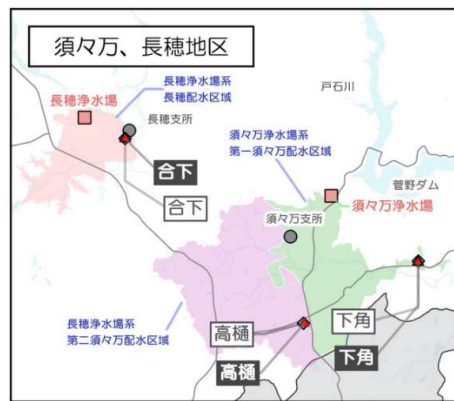 須々万、長穂地区
長穂浄水場系
長穂配水区域
戸石川
長穂浄水場
長穂支所
須々万浄水場系
第一須々万配水区域
合下
菅野ダム
合下
須々万浄水場
須々万支所
長穂浄水場系
第二須々万配水区域
高樋
下角
高樋
下角